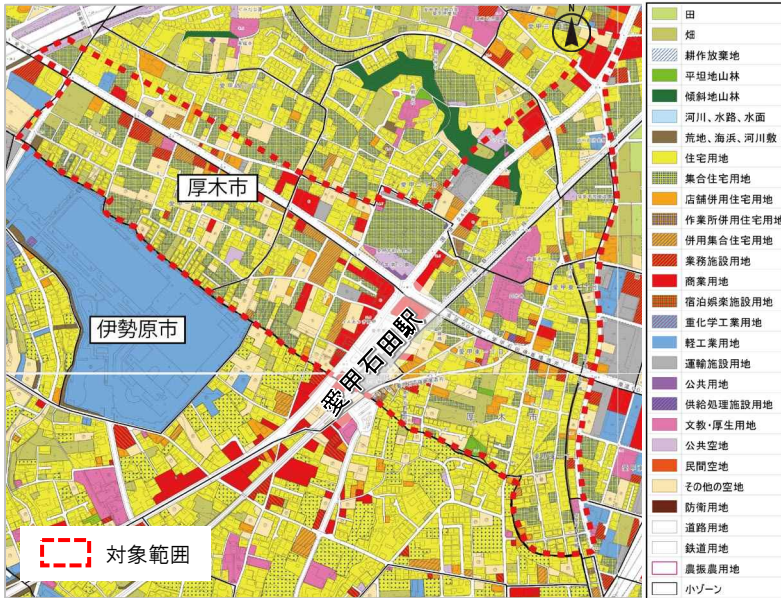 N
厚木市
伊勢原市
愛甲石田駅
対象範囲
田
畑
耕作放棄地
平坦地山林
傾斜地山林
河川、水路、水面
荒地、海浜、河川敷
住宅用地
集合住宅用地
店舗併用住宅用地
作業所併用住宅用地
併用集合住宅用地
業務施設用地
商業用地
宿泊娯楽施設用地
重化学工業用地
軽工業用地
運輸施設用地
公共用地
供給処理施設用地
文教・厚生用地
公共空地
民間空地
その他の空地
防衛用地
道路用地
鉄道用地
農振農用地
小ゾーン